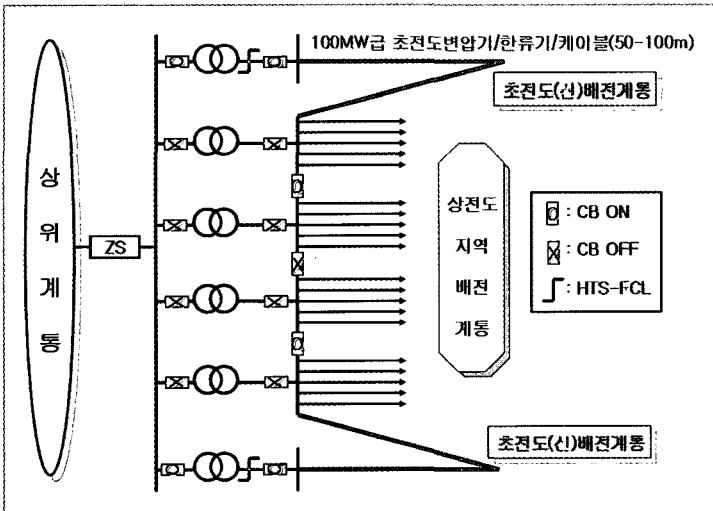 100MW급 초전도변압기/한류기/케이블(50-100m)
초전도(신)배전계통
상
위
계
통
ZS
상전도
지역
배전
계통
: CB ON
: CB OFF
: HTS-FCL
초전도(신)배전계통